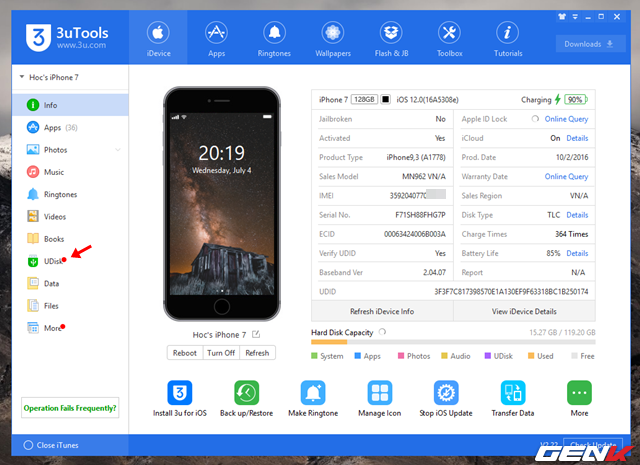 3uTools
www.3u.com
iDevice
Apps
Ringtones
Wallpapers
Flash & JB
Toolbox
Tutorials
Downloads
Hoc's iPhone 7
Info
Apps (36)
Photos
Music
Ringtones
Videos
Books
UDisk
Data
Files
More
Operation Fails Frequently?
Close iTunes
20:19
Wednesday, July 4
Hoc's iPhone 7
Reboot Turn Off Refresh
iPhone 7 128GB iOS 12.0(16A5308e) Charging 90%
Jailbroken No Apple ID Lock Online Query
Activated Yes iCloud On Details
Product Type iPhone9,3 (A1778) Prod. Date 10/2/2016
Sales Model MN962 VN/A Warranty Date Online Query
IMEI 3592040770 Sales Region VN/A
Serial No. F71SH88FHG7P Disk Type TLC Details
ECID 00063424006B003A Charge Times 364 Times
Verify UDID Yes Battery Life 85% Details
Baseband Ver 2.04.07 Report N/A
UDID 3F3F7C817398570E1A130EF9F63318BC1B250174
Refresh iDevice Info View iDevice Details
Hard Disk Capacity 15.27 GB / 119.20 GB
System Apps Photos Audio UDisk Used Free
Install 3u for iOS
Back up/Restore
Make Ringtone
Manage Icon
Stop iOS Update
Transfer Data
More
Check Update
GENK